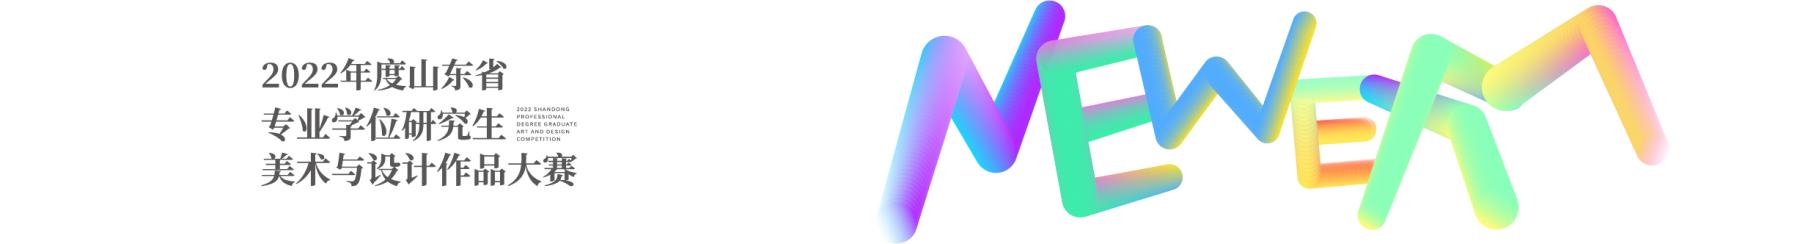 2022年度山东省
专业学位研究生
2022 SHANDONG
PROFESSIONAL
DEGREE GRADUATE
ART AND DESIGN
COMPETITION
美术与设计作品大赛
NEW ERA